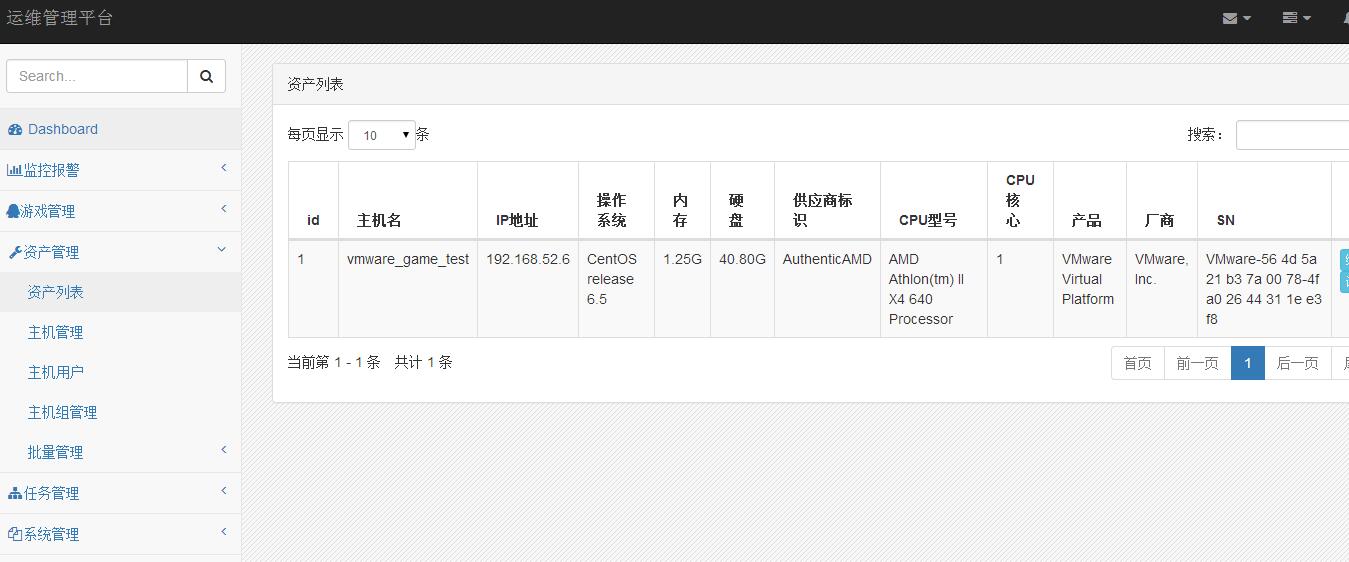 运维管理平台
Search...
Dashboard
监控报警
游戏管理
资产管理
资产列表
主机管理
主机用户
主机组管理
批量管理
任务管理
系统管理
资产列表
每页显示 10 条
搜索：
id 主机名 IP地址 操作系统 内存 硬盘 供应商标识 CPU型号 CPU核心 产品 厂商 SN
1 vmware_game_test 192.168.52.6 CentOS release 6.5 1.25G 40.80G AuthenticAMD AMD Athlon(tm) II X4 640 Processor 1 VMware Virtual Platform VMware, Inc. VMware-56 4d 5a 21 b3 7a 00 78-4f a0 26 44 31 1e e3 f8
当前第 1 - 1 条 共计 1 条
首页 前一页 1 后一页